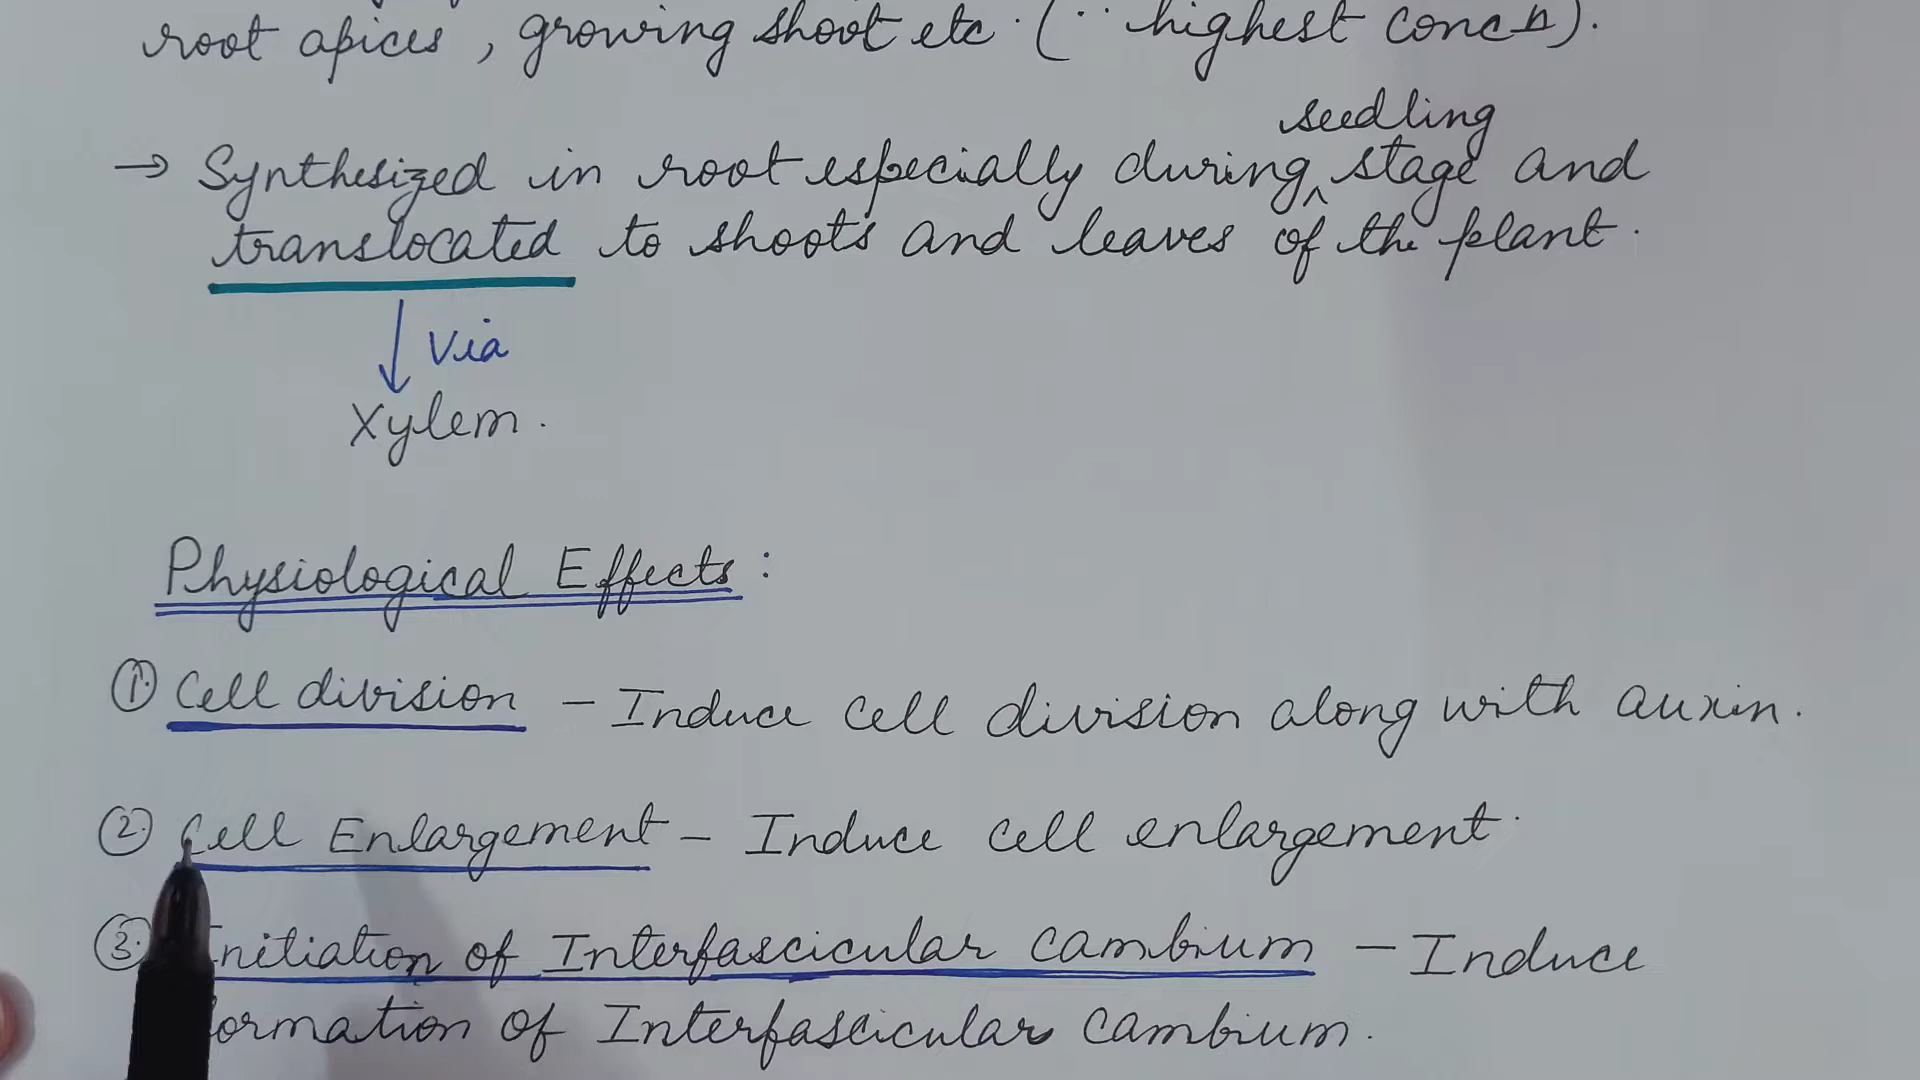 root apices, growing shoot etc. (∵ highest concn).
seedling
→ Synthesized in root especially during ^ stage and
translocated to shoots and leaves of the plant.
↓ Via
Xylem.
Physiological Effects:
① Cell division - Induce cell division along with auxin.
② Cell Enlargement - Induce cell enlargement.
③ Initiation of Interfascicular cambium - Induce
formation of Interfascicular cambium.